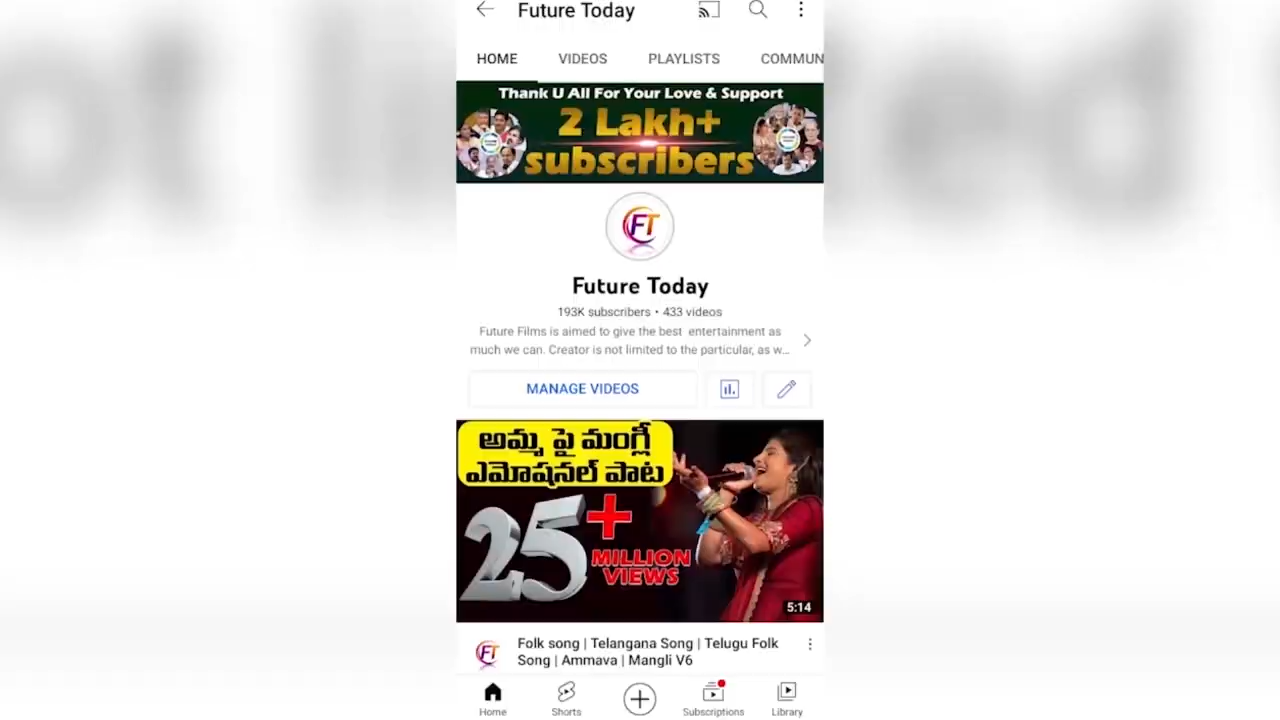 Future Today
HOME VIDEOS PLAYLISTS COMMUN
Thank U All For Your Love & Support
2 Lakh+
subscribers
FT
Future Today
193K subscribers • 433 videos
Future Films is aimed to give the best entertainment as
much we can. Creator is not limited to the particular, as w...
MANAGE VIDEOS
అమ్మ పై మంగ్లీ
ఎమోషనల్ పాట
25+
MILLION
VIEWS
5:14
FT
Folk song | Telangana Song | Telugu Folk
Song | Ammava | Mangli V6
Home Shorts Subscriptions Library